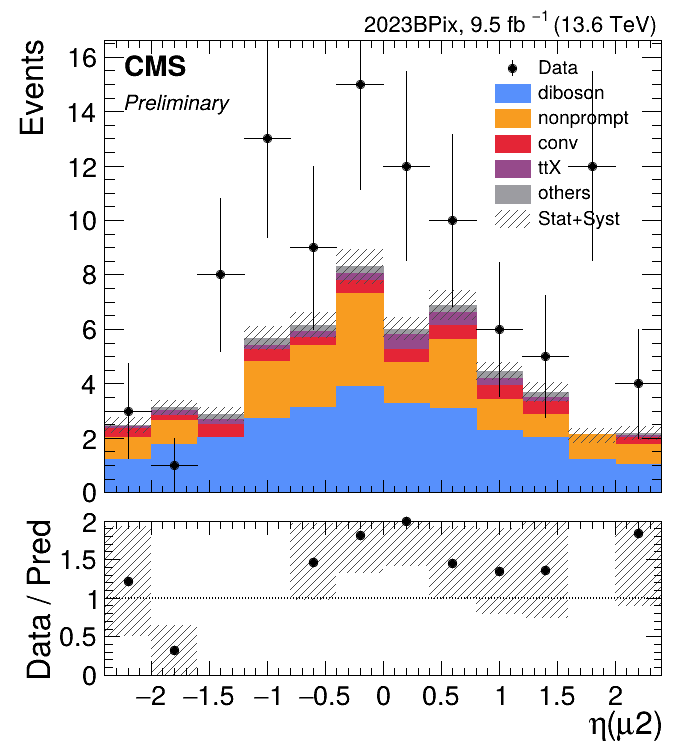 2023BPix, 9.5 fb⁻¹ (13.6 TeV)
Events
CMS
Preliminary
Data
diboson
nonprompt
conv
ttX
others
Stat+Syst
16
14
12
10
8
6
4
2
0
Data / Pred
2
1.5
1
0.5
0
−2 −1.5 −1 −0.5 0 0.5 1 1.5 2
η(μ2)